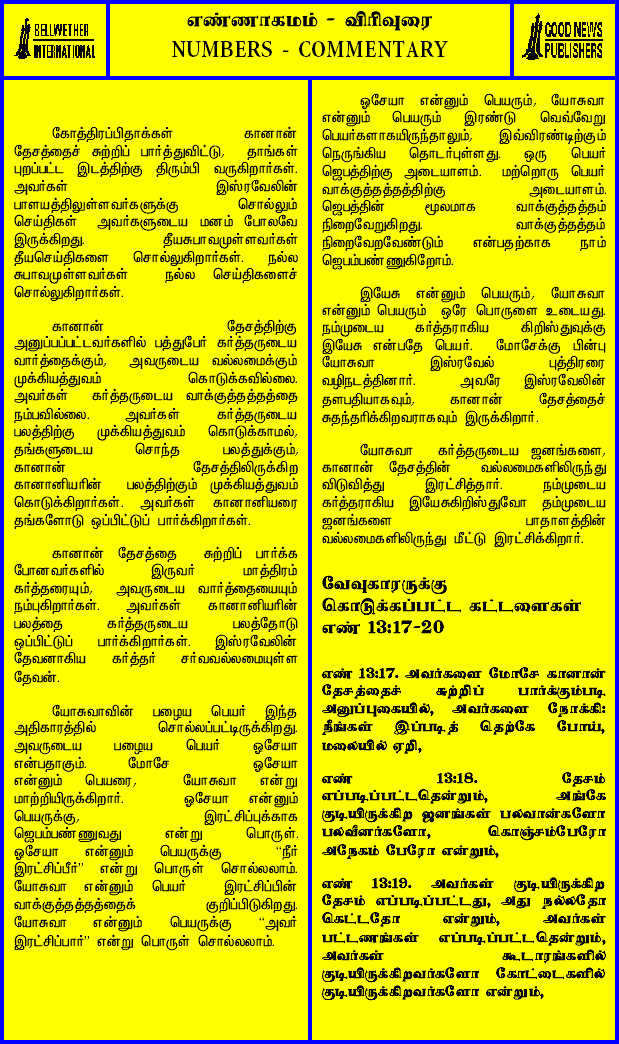 BELLWETHER
INTERNATIONAL
எண்ணாகமம் - விரிவுரை
NUMBERS - COMMENTARY
GOOD NEWS
PUBLISHERS
கோத்திரப்பிதாக்கள் கானான்
தேசத்தைச் சுற்றிப் பார்த்துவிட்டு, தாங்கள்
புறப்பட்ட இடத்திற்கு திரும்பி வருகிறார்கள்.
அவர்கள் இஸ்ரவேலின்
பாளயத்திலுள்ளவர்களுக்கு சொல்லும்
செய்திகள் அவர்களுடைய மனம் போலவே
இருக்கிறது. தீயசுபாவமுள்ளவர்கள்
தீயசெய்திகளை சொல்லுகிறார்கள். நல்ல
சுபாவமுள்ளவர்கள் நல்ல செய்திகளைச்
சொல்லுகிறார்கள்.
கானான் தேசத்திற்கு
அனுப்பப்பட்டவர்களில் பத்துபேர் கர்த்தருடைய
வார்த்தைக்கும், அவருடைய வல்லமைக்கும்
முக்கியத்துவம் கொடுக்கவில்லை.
அவர்கள் கர்த்தருடைய வாக்குத்தத்தத்தை
நம்பவில்லை. அவர்கள் கர்த்தருடைய
பலத்திற்கு முக்கியத்துவம் கொடுக்காமல்,
தங்களுடைய சொந்த பலத்துக்கும்,
கானான் தேசத்திலிருக்கிற
கானானியரின் பலத்திற்கும் முக்கியத்துவம்
கொடுக்கிறார்கள். அவர்கள் கானானியரை
தங்களோடு ஒப்பிட்டுப் பார்க்கிறார்கள்.
கானான் தேசத்தை சுற்றிப் பார்க்க
போனவர்களில் இருவர் மாத்திரம்
கர்த்தரையும், அவருடைய வார்த்தையையும்
நம்புகிறார்கள். அவர்கள் கானானியரின்
பலத்தை கர்த்தருடைய பலத்தோடு
ஒப்பிட்டுப் பார்க்கிறார்கள். இஸ்ரவேலின்
தேவனாகிய கர்த்தர் சர்வவல்லமையுள்ள
தேவன்.
யோசுவாவின் பழைய பெயர் இந்த
அதிகாரத்தில் சொல்லப்பட்டிருக்கிறது.
அவருடைய பழைய பெயர் ஓசேயா
என்பதாகும். மோசே ஓசேயா
என்னும் பெயரை, யோசுவா என்று
மாற்றியிருக்கிறார். ஓசேயா என்னும்
பெயருக்கு, இரட்சிப்புக்காக
ஜெபம்பண்ணுவது என்று பொருள்.
ஓசேயா என்னும் பெயருக்கு “நீர்
இரட்சிப்பீர்” என்று பொருள் சொல்லலாம்.
யோசுவா என்னும் பெயர் இரட்சிப்பின்
வாக்குத்தத்தத்தைக் குறிப்பிடுகிறது.
யோசுவா என்னும் பெயருக்கு “அவர்
இரட்சிப்பார்” என்று பொருள் சொல்லலாம்.
ஓசேயா என்னும் பெயரும், யோசுவா
என்னும் பெயரும் இரண்டு வெவ்வேறு
பெயர்களாகயிருந்தாலும், இவ்விரண்டிற்கும்
நெருங்கிய தொடர்புள்ளது. ஒரு பெயர்
ஜெபத்திற்கு அடையாளம். மற்றொரு பெயர்
வாக்குத்தத்தத்திற்கு அடையாளம்.
ஜெபத்தின் மூலமாக வாக்குத்தத்தம்
நிறைவேறுகிறது. வாக்குத்தத்தம்
நிறைவேறவேண்டும் என்பதற்காக நாம்
ஜெபம்பண்ணுகிறோம்.
இயேசு என்னும் பெயரும், யோசுவா
என்னும் பெயரும் ஒரே பொருளை உடையது.
நம்முடைய கர்த்தராகிய கிறிஸ்துவுக்கு
இயேசு என்பதே பெயர். மோசேக்கு பின்பு
யோசுவா இஸ்ரவேல் புத்திரரை
வழிநடத்தினார். அவரே இஸ்ரவேலின்
தளபதியாகவும், கானான் தேசத்தைச்
சுதந்தரிக்கிறவராகவும் இருக்கிறார்.
யோசுவா கர்த்தருடைய ஜனங்களை,
கானான் தேசத்தின் வல்லமைகளிலிருந்து
விடுவித்து இரட்சித்தார். நம்முடைய
கர்த்தராகிய இயேசுகிறிஸ்துவோ தம்முடைய
ஜனங்களை பாதாளத்தின்
வல்லமைகளிலிருந்து மீட்டு இரட்சிக்கிறார்.
வேவுகாரருக்கு
கொடுக்கப்பட்ட கட்டளைகள்
எண் 13:17-20
எண் 13:17. அவர்களை மோசே கானான்
தேசத்தைச் சுற்றிப் பார்க்கும்படி
அனுப்புகையில், அவர்களை நோக்கி:
நீங்கள் இப்படித் தெற்கே போய்,
மலையில் ஏறி,
எண் 13:18. தேசம்
எப்படிப்பட்டதென்றும், அங்கே
குடியிருக்கிற ஜனங்கள் பலவான்களோ
பலவீனர்களோ, கொஞ்சம்பேரோ
அநேகம் பேரோ என்றும்,
எண் 13:19. அவர்கள் குடியிருக்கிற
தேசம் எப்படிப்பட்டது, அது நல்லதோ
கெட்டதோ என்றும், அவர்கள்
பட்டணங்கள் எப்படிப்பட்டதென்றும்,
அவர்கள் கூடாரங்களில்
குடியிருக்கிறவர்களோ கோட்டைகளில்
குடியிருக்கிறவர்களோ என்றும்,